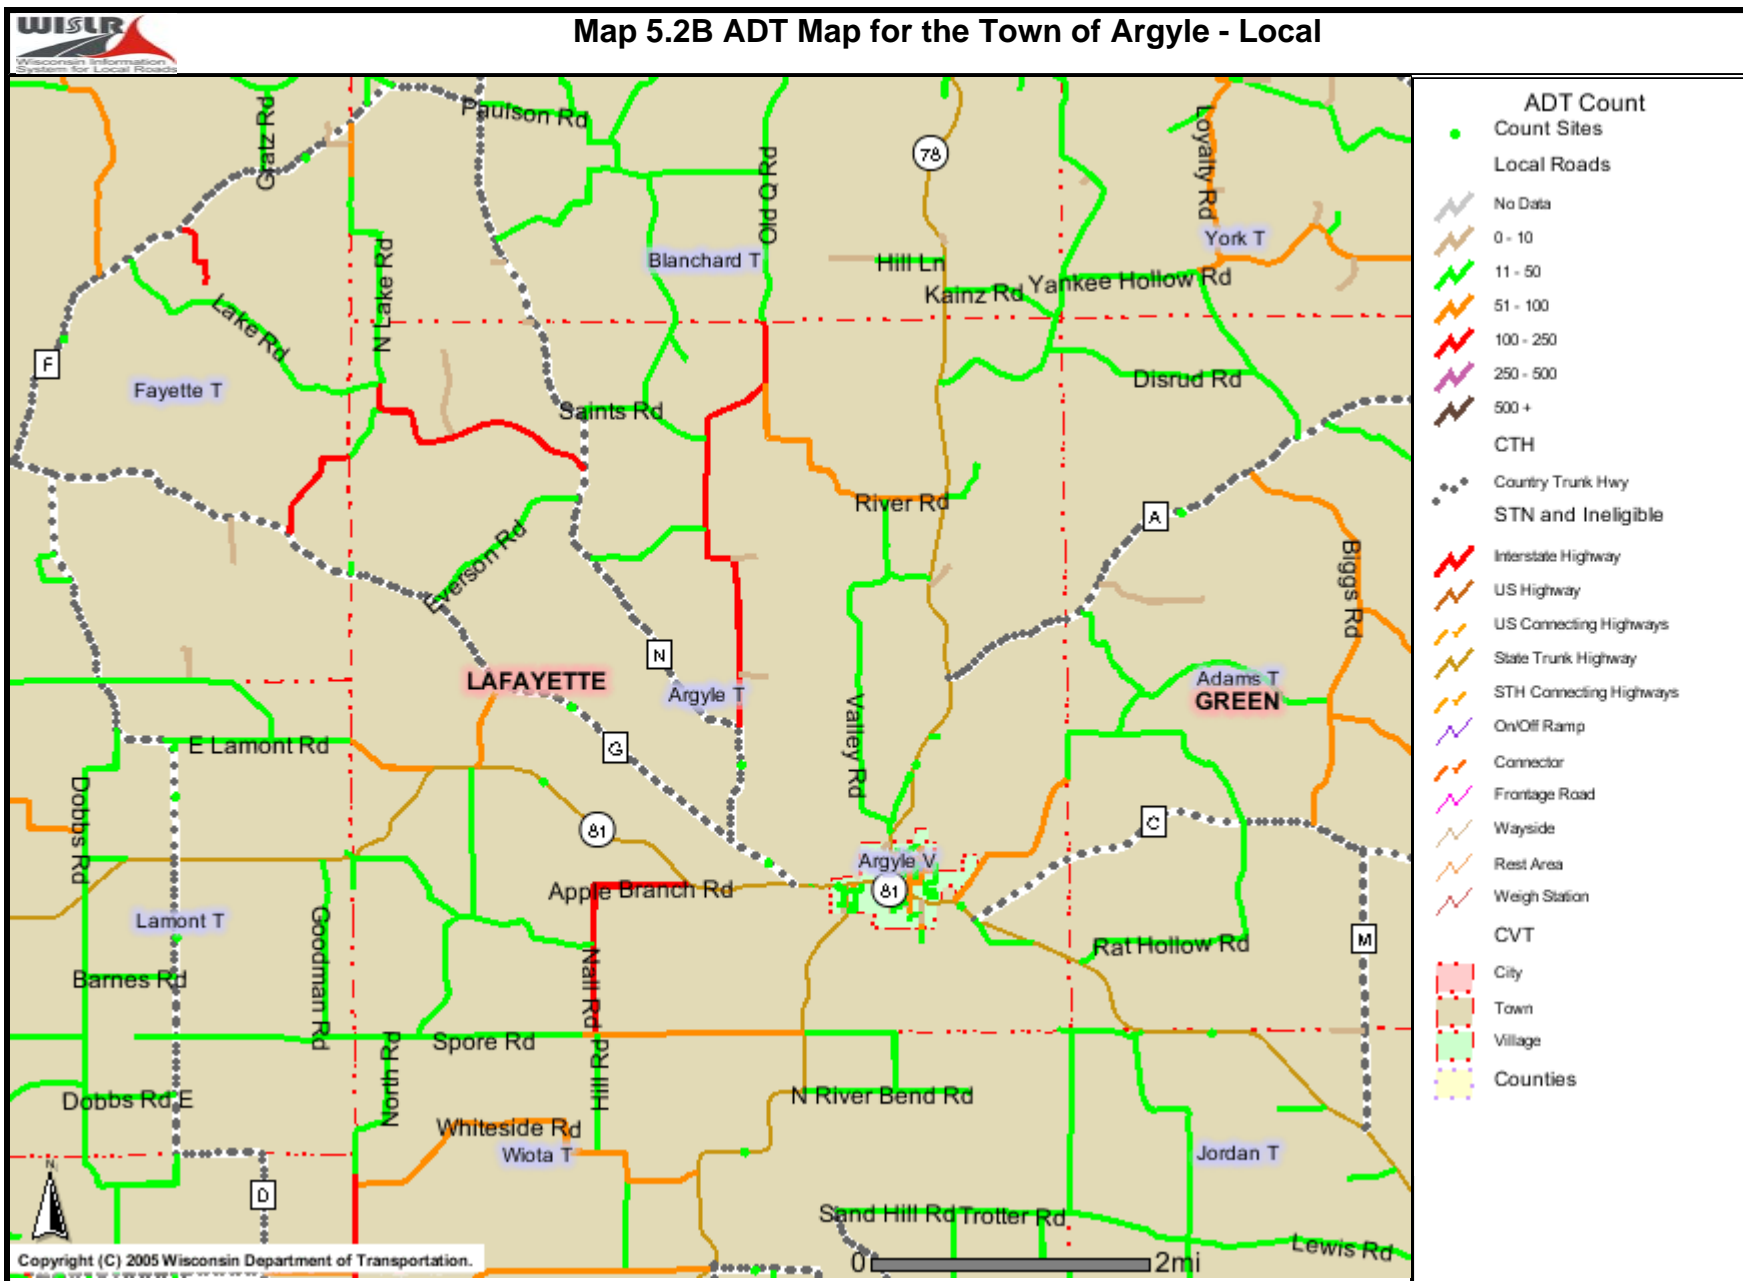 WISLR
Wisconsin Information
System for Local Roads
Map 5.2B ADT Map for the Town of Argyle - Local
Gratz Rd
Paulson Rd
Old Q Rd
78
Loyalty Rd
N Lake Rd
Blanchard T
Hill Ln
York T
Kainz Rd
Yankee Hollow Rd
Lake Rd
F
Fayette T
Saints Rd
Disrud Rd
River Rd
A
Everson Rd
Biggs Rd
N
LAFAYETTE
Argyle T
Adams T
GREEN
Valley Rd
G
E Lamont Rd
Dobbs Rd
81
C
Argyle V
81
Apple Branch Rd
Lamont T
Goodman Rd
Nall Rd
Rat Hollow Rd
M
Barnes Rd
Spore Rd
North Rd
Hill Rd
Dobbs Rd E
N River Bend Rd
Whiteside Rd
Wiota T
Jordan T
N
D
Sand Hill Rd
Trotter Rd
Lewis Rd
Copyright (C) 2005 Wisconsin Department of Transportation.
0 2mi
ADT Count
Count Sites
Local Roads
No Data
0 - 10
11 - 50
51 - 100
100 - 250
250 - 500
500 +
CTH
Country Trunk Hwy
STN and Ineligible
Interstate Highway
US Highway
US Connecting Highways
State Trunk Highway
STH Connecting Highways
On/Off Ramp
Connector
Frontage Road
Wayside
Rest Area
Weigh Station
CVT
City
Town
Village
Counties